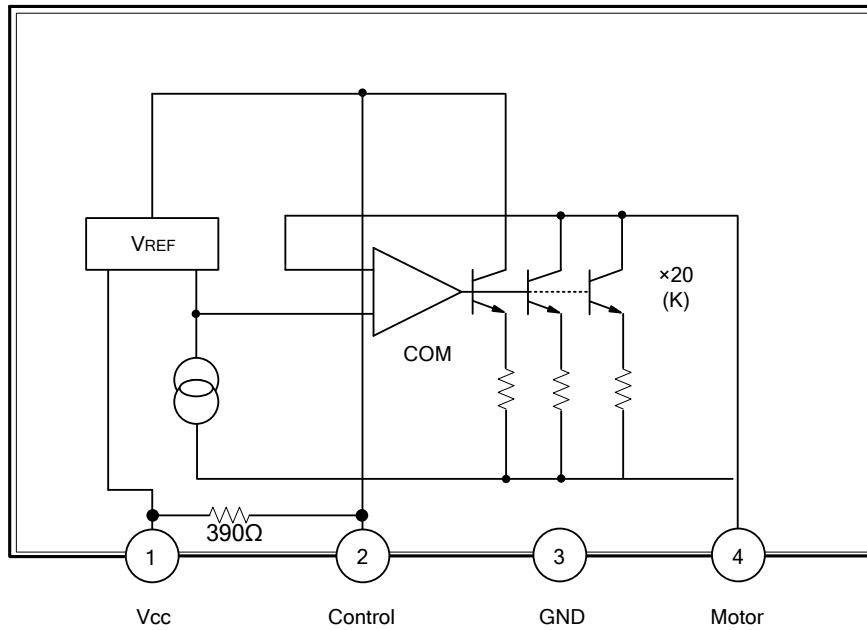 VREF
×20
(K)
COM
390Ω
1
2
3
4
Vcc
Control
GND
Motor